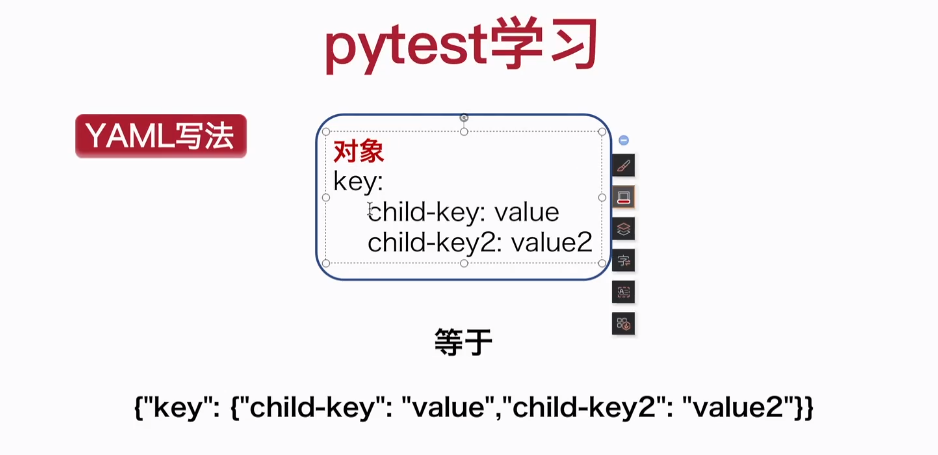 pytest学习
YAML写法
对象
key:
child-key: value
child-key2: value2
等于
{"key": {"child-key": "value","child-key2": "value2"}}